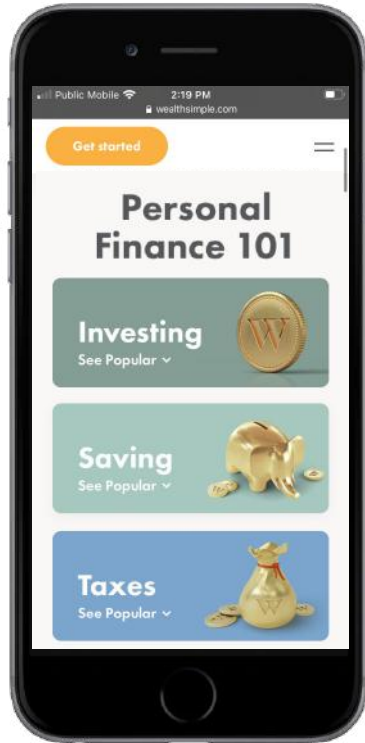 Public Mobile 2:19 PM
wealthsimple.com
Get started
Personal
Finance 101
Investing
See Popular
W
Saving
See Popular
Taxes
See Popular
W